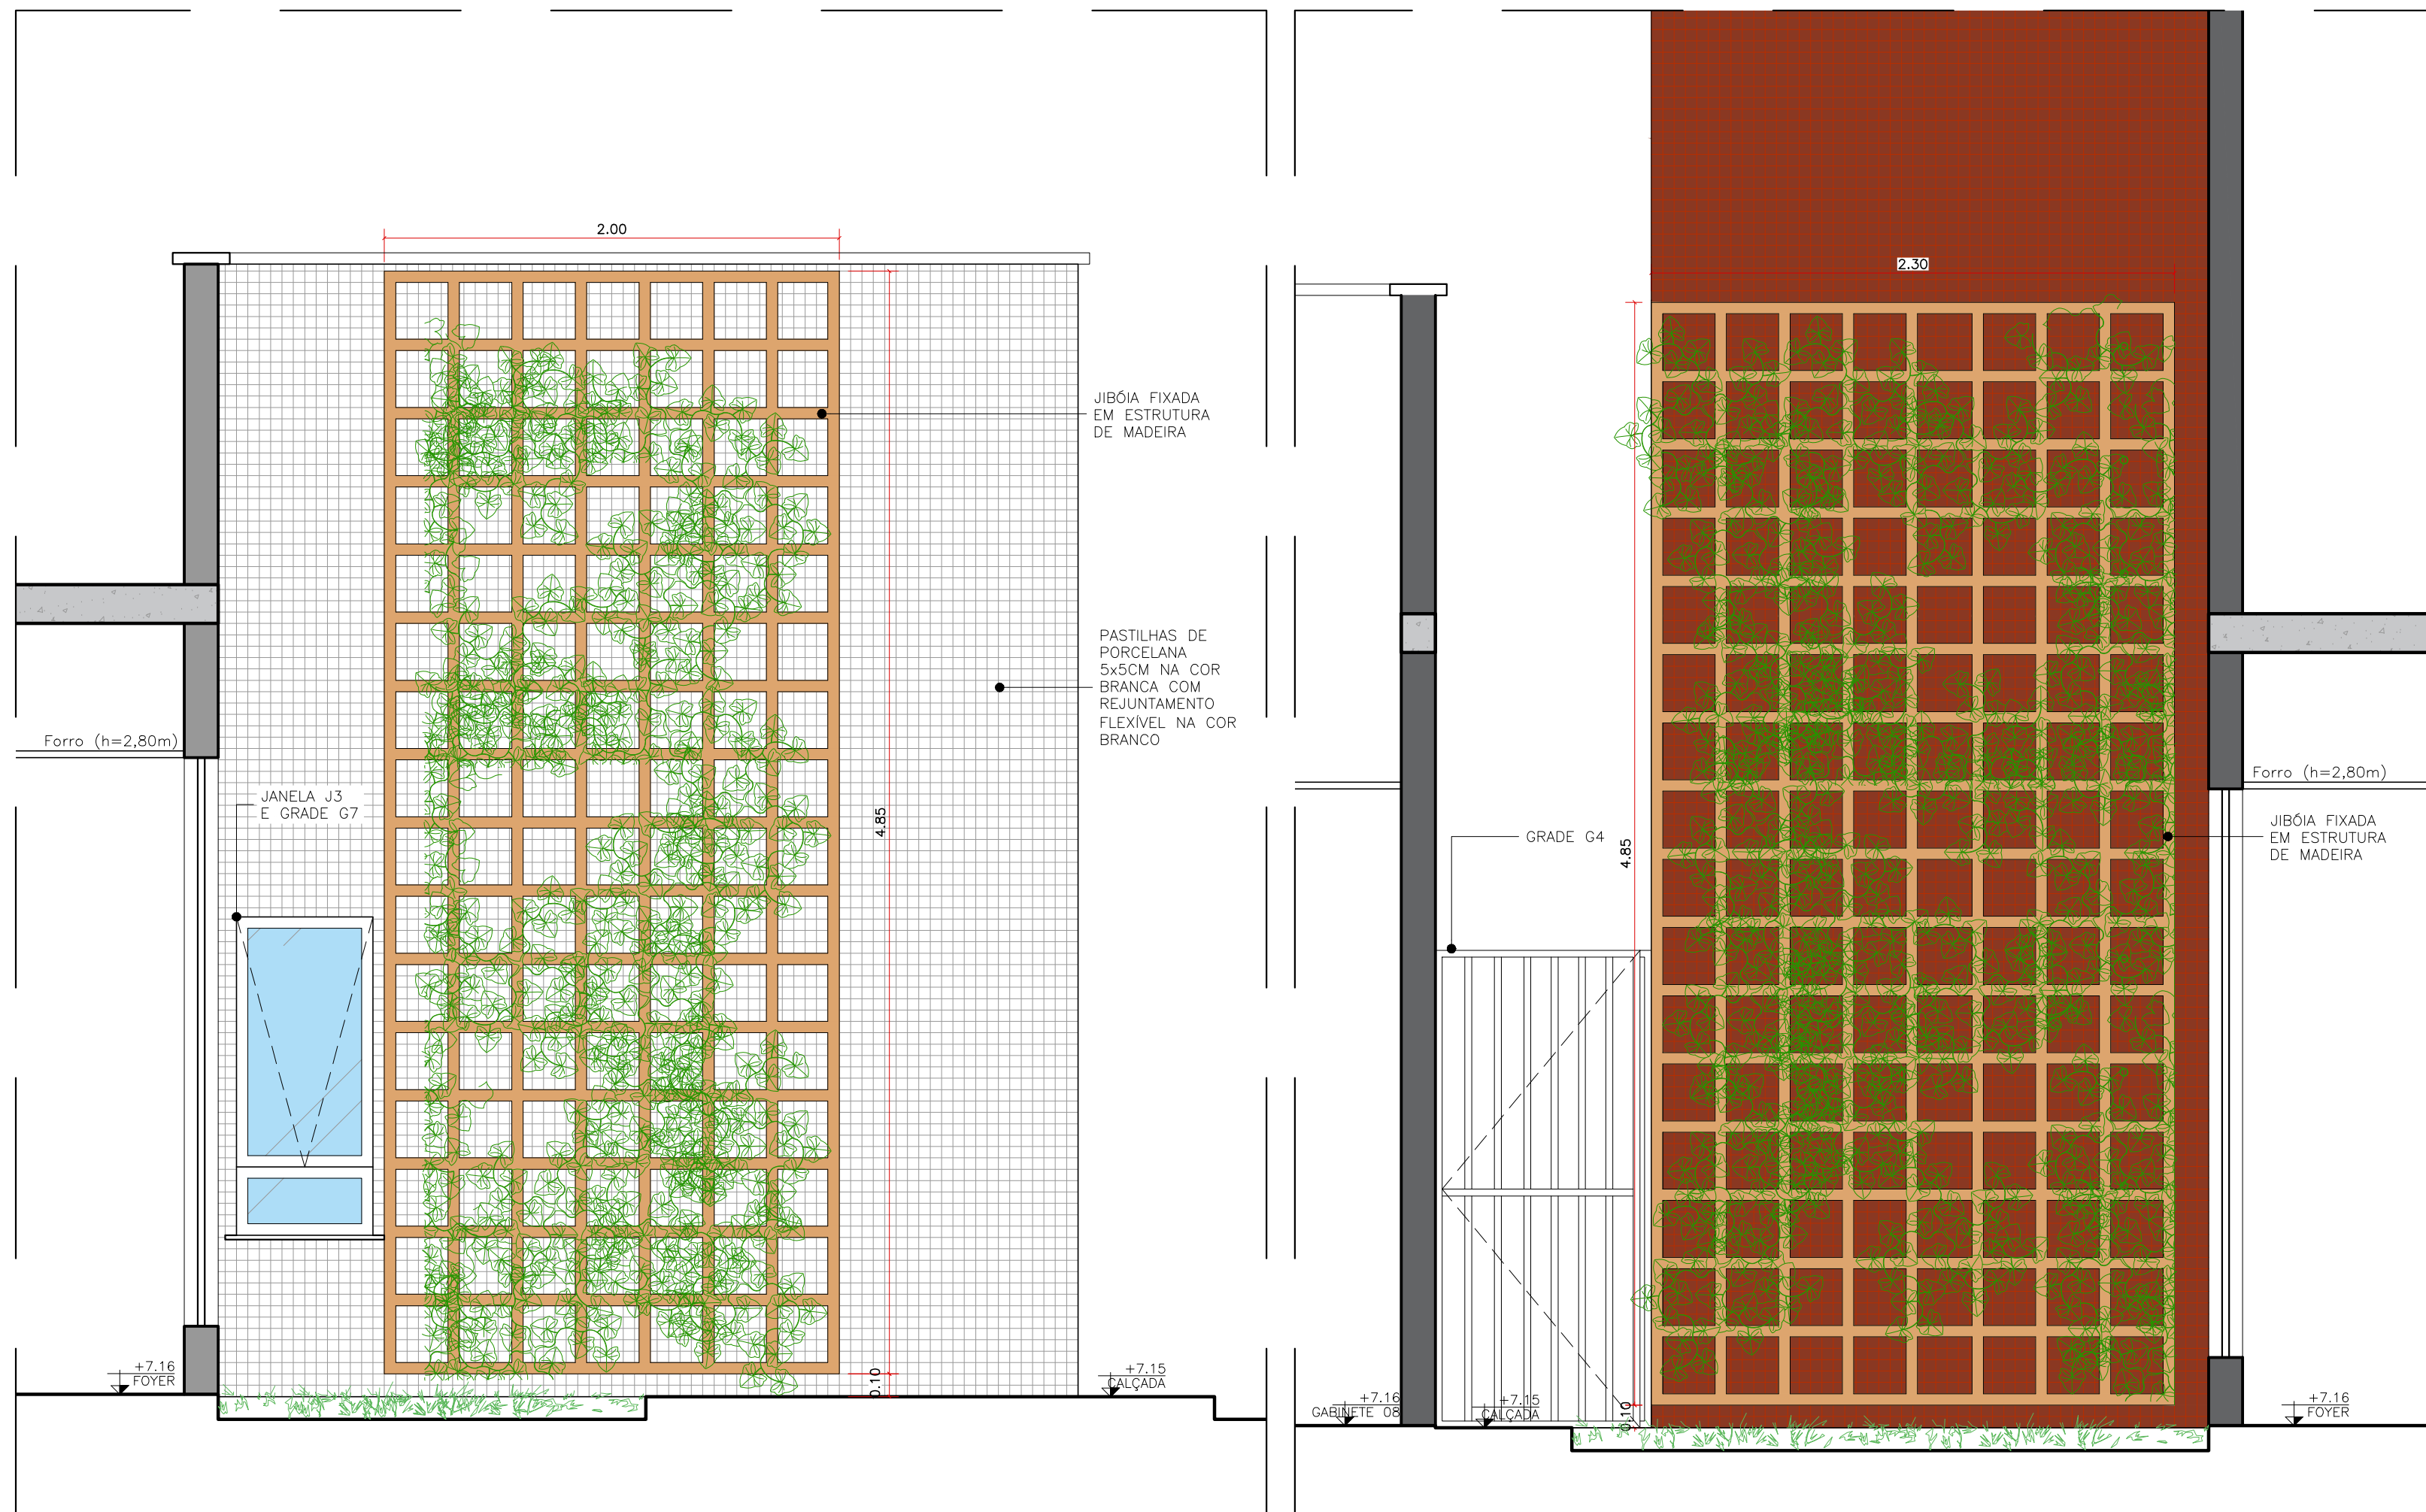 2.00
JIBÓIA FIXADA
EM ESTRUTURA
DE MADEIRA
PASTILHAS DE
PORCELANA
5x5CM NA COR
BRANCA COM
REJUNTAMENTO
FLEXÍVEL NA COR
BRANCO
Forro (h=2,80m)
JANELA J3
E GRADE G7
4.85
0.10
+7.16
FOYER
+7.15
CALÇADA
2.30
Forro (h=2,80m)
JIBÓIA FIXADA
EM ESTRUTURA
DE MADEIRA
GRADE G4
4.85
0.10
+7.16
GABINETE 08
+7.15
CALÇADA
+7.16
FOYER